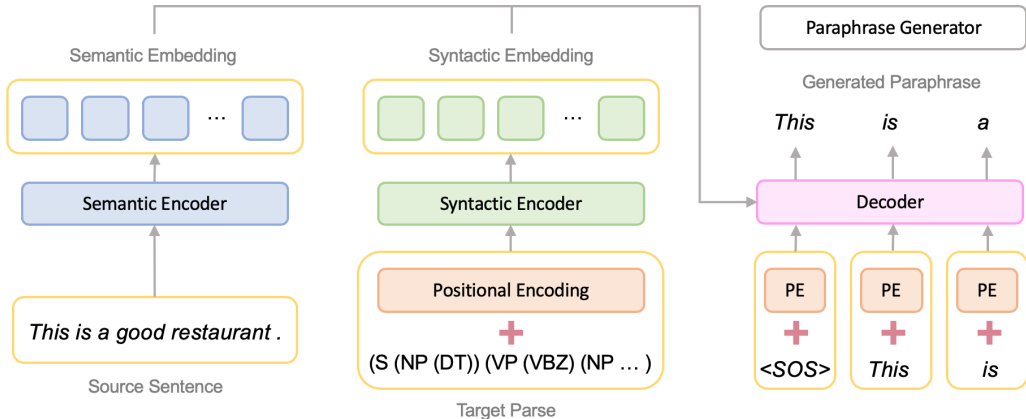 Semantic Embedding
...
Semantic Encoder
This is a good restaurant .
Source Sentence
Syntactic Embedding
...
Syntactic Encoder
Positional Encoding
+
(S (NP (DT)) (VP (VBZ) (NP ... )
Target Parse
Paraphrase Generator
Generated Paraphrase
This is a
Decoder
PE PE PE
+ + +
<SOS> This is